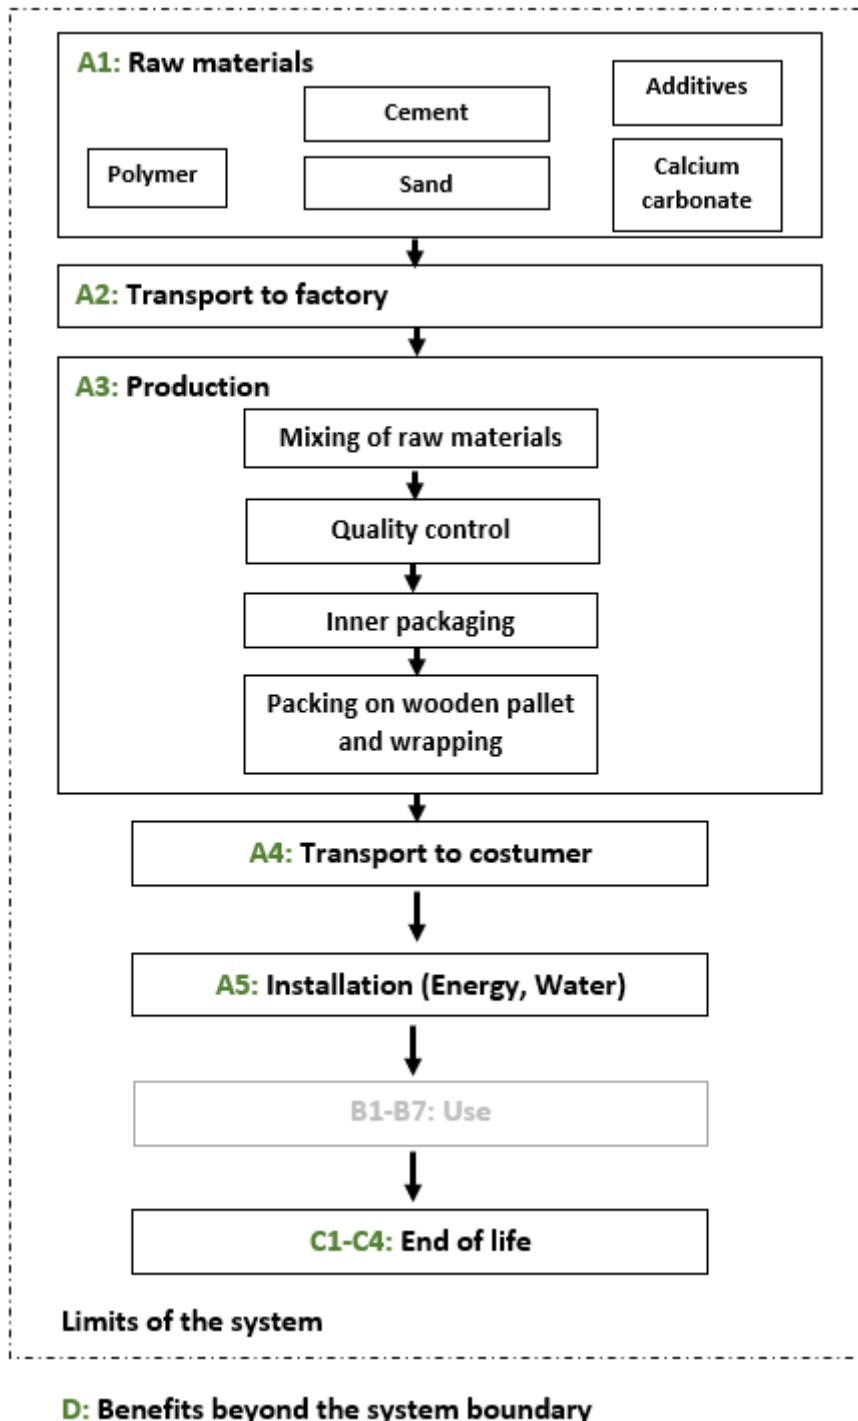 A1: Raw materials
Polymer
Cement
Sand
Additives
Calcium
carbonate
A2: Transport to factory
A3: Production
Mixing of raw materials
Quality control
Inner packaging
Packing on wooden pallet
and wrapping
A4: Transport to costumer
A5: Installation (Energy, Water)
B1-B7: Use
C1-C4: End of life
Limits of the system
D: Benefits beyond the system boundary